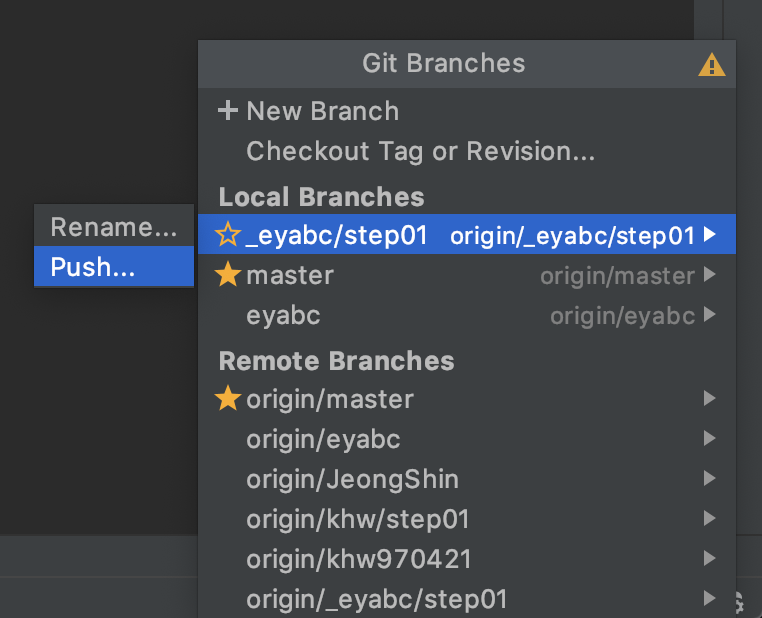 Git Branches
New Branch
Checkout Tag or Revision...
Local Branches
_eyabc/step01 origin/_eyabc/step01
master origin/master
eyabc origin/eyabc
Remote Branches
origin/master
origin/eyabc
origin/JeongShin
origin/khw/step01
origin/khw970421
origin/_eyabc/step01
Rename...
Push...